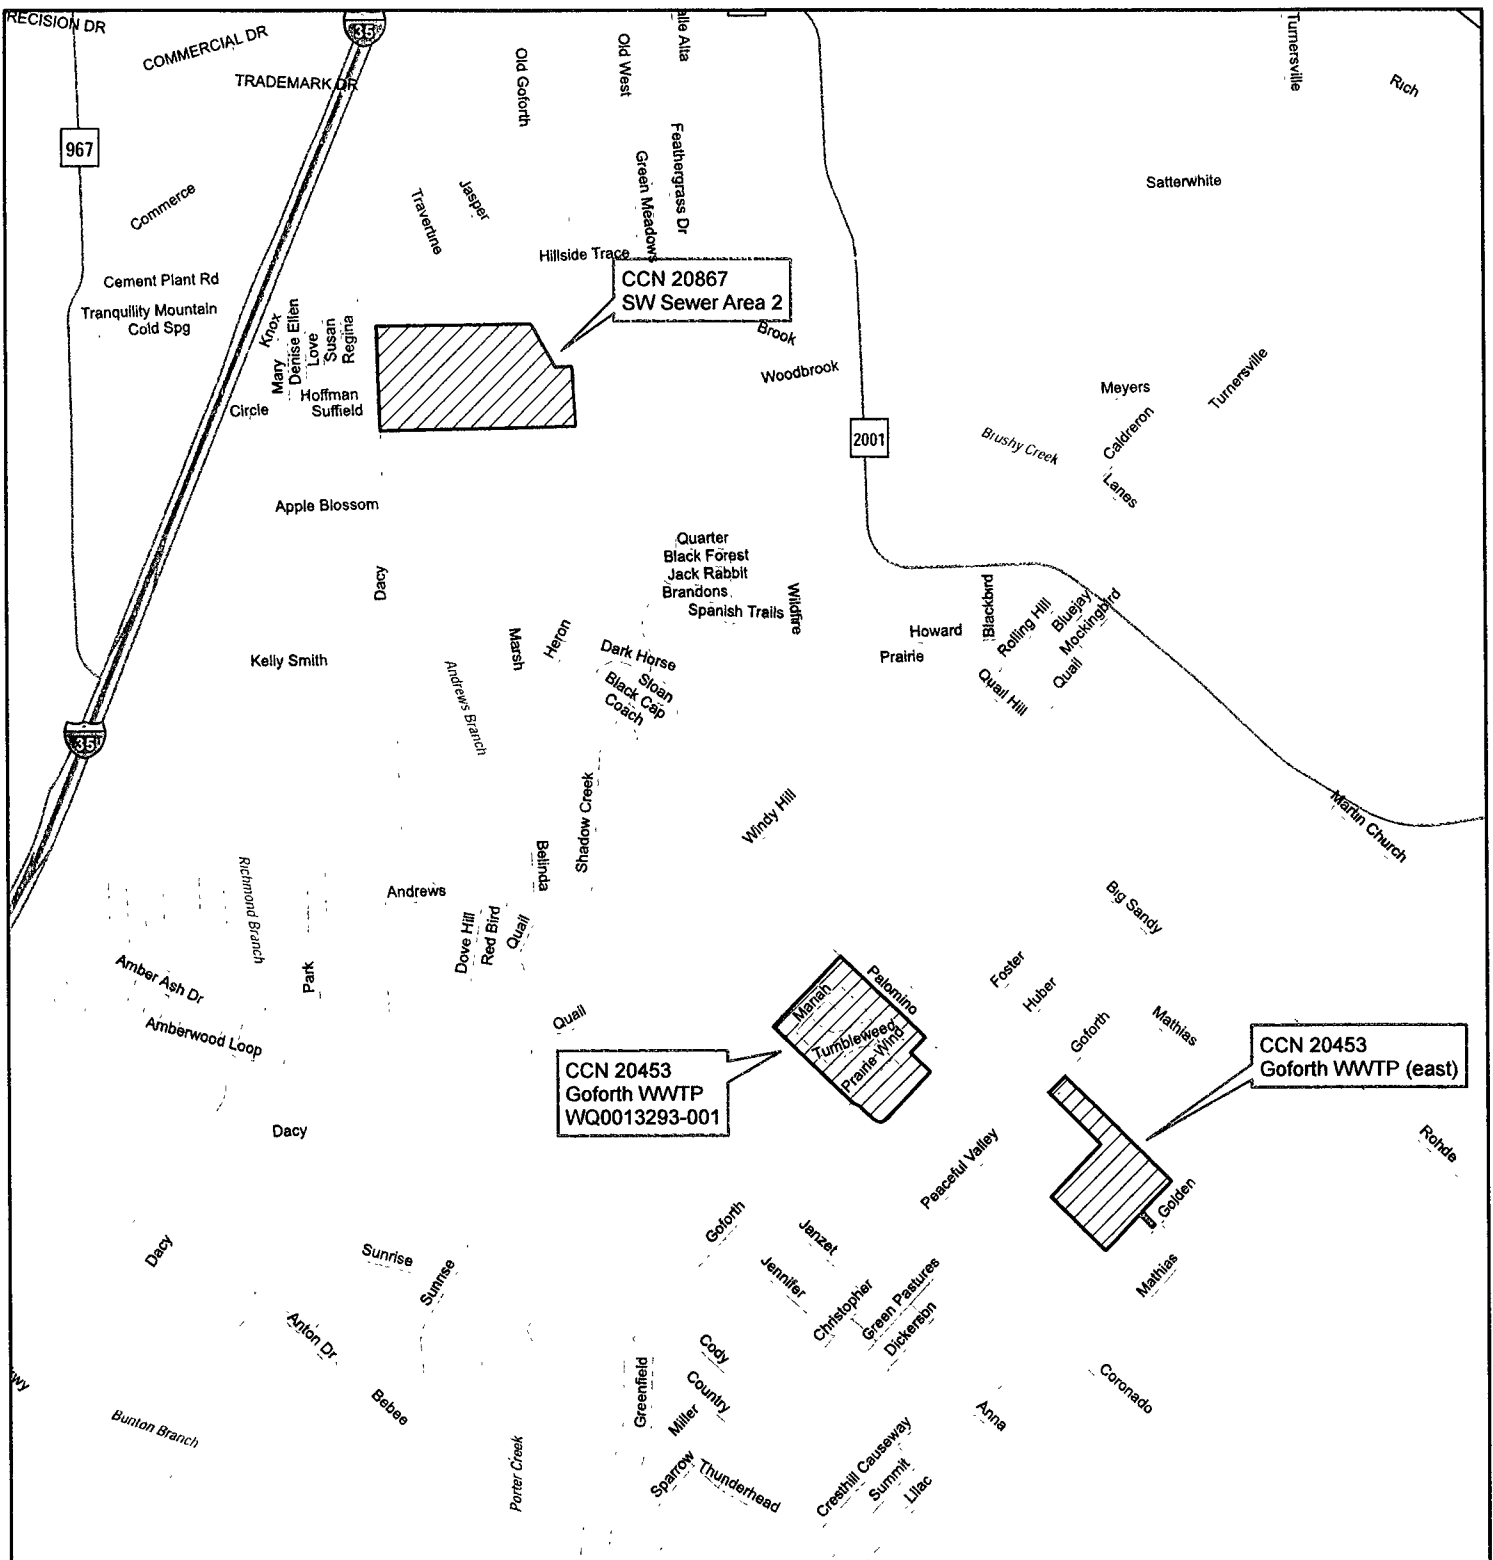 RECISION DR
COMMERCIAL DR
TRADEMARK DR
35
Old Goforth
Old West
alle Alta
Turnersville
Rich
967
Commerce
Travertine
Jasper
Green Meadows
Feathergrass Dr
Satterwhite
Hillside Trace
Cement Plant Rd
Tranquility Mountain
Cold Spg
CCN 20867
SW Sewer Area 2
Knox
Mary
Denise Ellen
Love
Susan
Regina
Hoffman
Suffield
Circle
Brook
Woodbrook
2001
Meyers
Turnersville
Caldreron
Brushy Creek
Lanes
Apple Blossom
Dacy
Quarter
Black Forest
Jack Rabbit
Brandons
Spanish Trails
Wildfire
Blackbird
Rolling Hill
Bluejay
Mockingbird
Howard
Prairie
Quail Hill
Quail
Kelly Smith
Andrews Branch
Marsh
Heron
Dark Horse
Sloan
Black Cap
Coach
35
Shadow Creek
Windy Hill
Martin Church
Belinda
Andrews
Richmond Branch
Dove Hill
Red Bird
Quail
Big Sandy
Amber Ash Dr
Park
Amberwood Loop
Quail
Mariah
Palomino
Tumbleweed
Prairie Wind
Foster
Huber
Goforth
Mathias
CCN 20453
Goforth WWTP
WQ0013293-001
CCN 20453
Goforth WWTP (east)
Dacy
Rohde
Peaceful Valley
Golden
Goforth
Janzet
Jennifer
Mathias
Dacy
Sunrise
Sunrise
Christopher
Green Pastures
Dickerson
Anton Dr
Cody
Country
Miller
Greenfield
Coronado
Bebee
Anna
Bunton Branch
Porter Creek
Sparrow
Thunderhead
Cresthill Causeway
Summit
Lilac